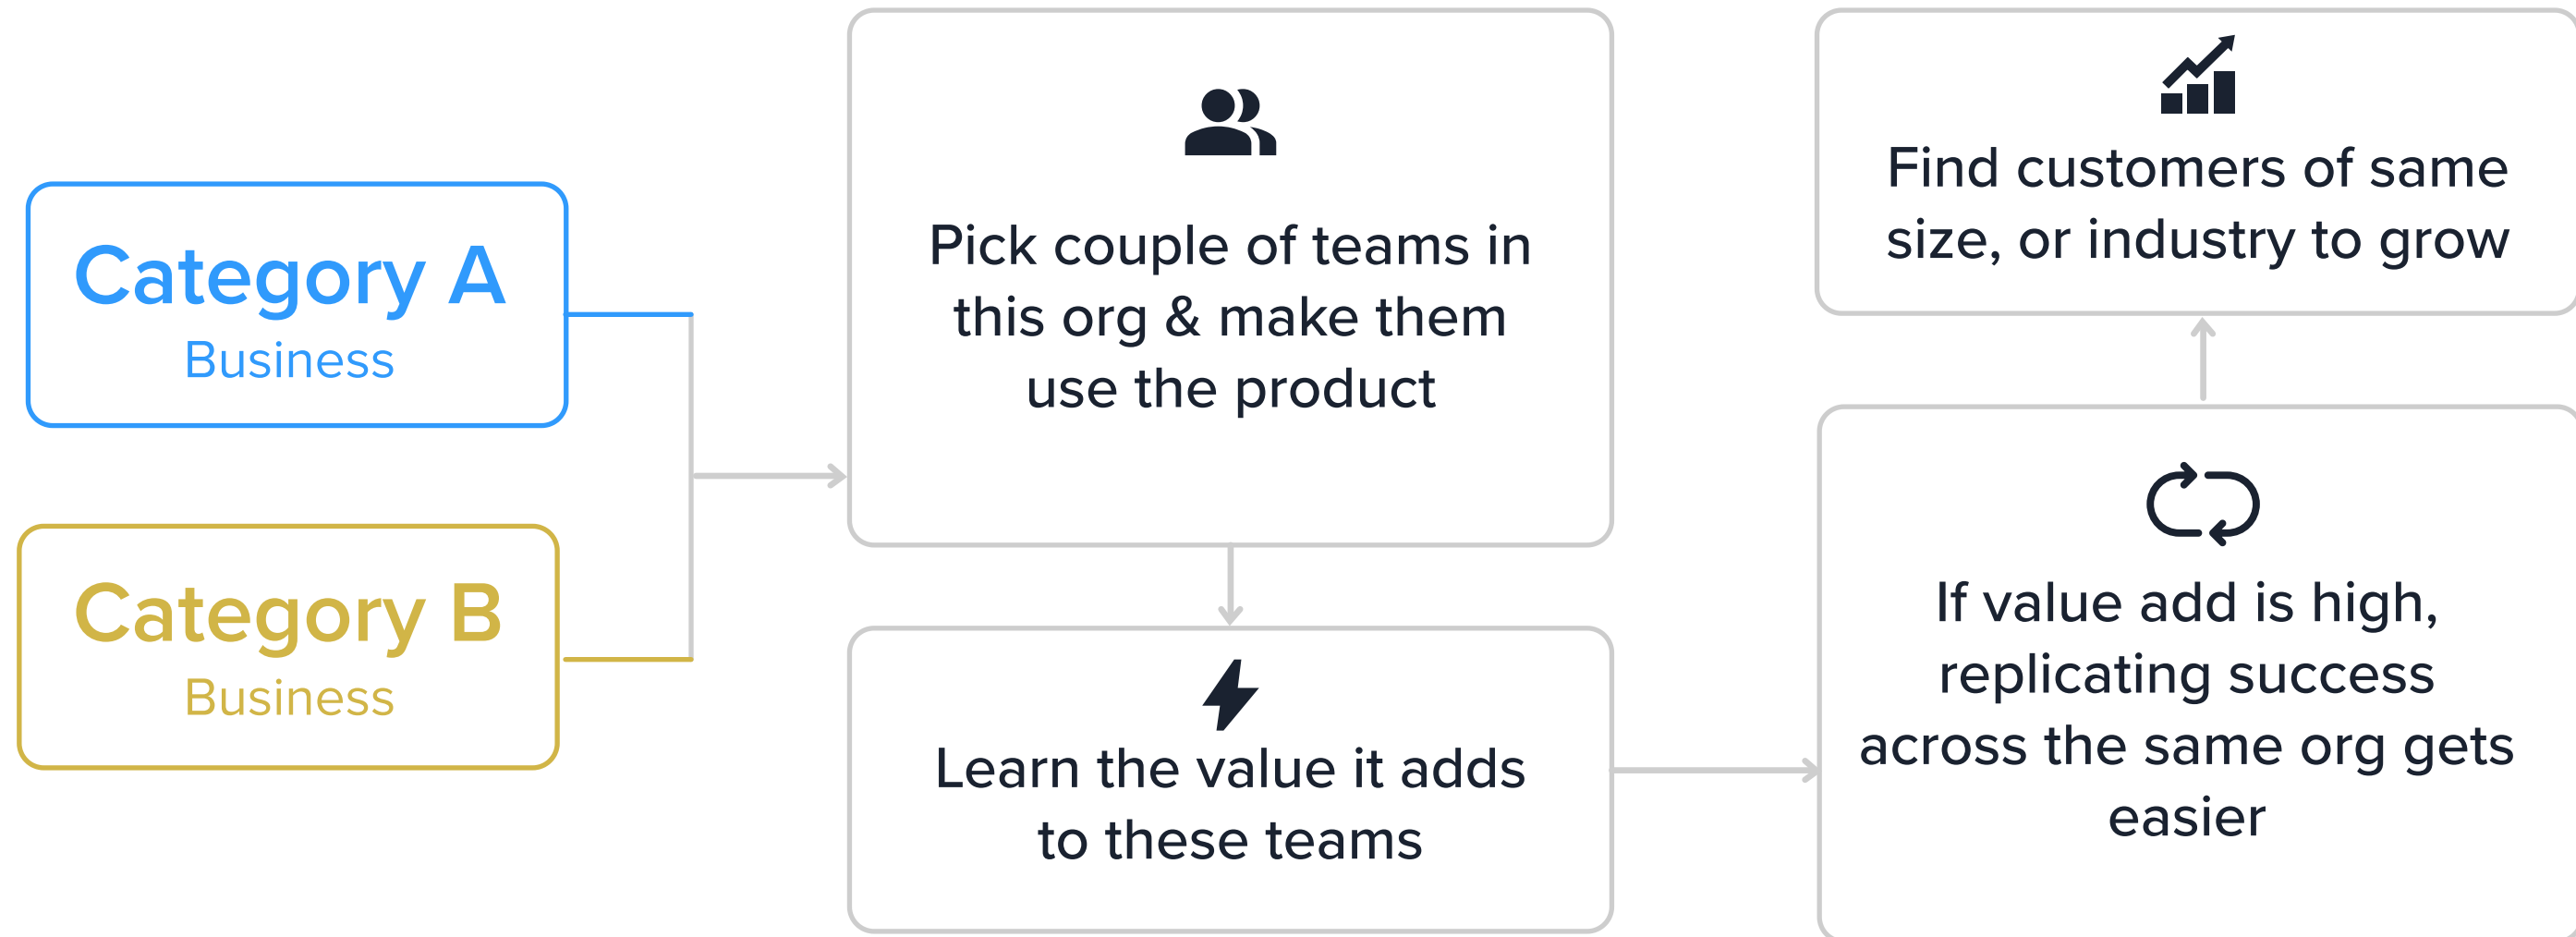 Category A
Business
Category B
Business
Pick couple of teams in
this org & make them
use the product
Learn the value it adds
to these teams
If value add is high,
replicating success
across the same org gets
easier
Find customers of same
size, or industry to grow